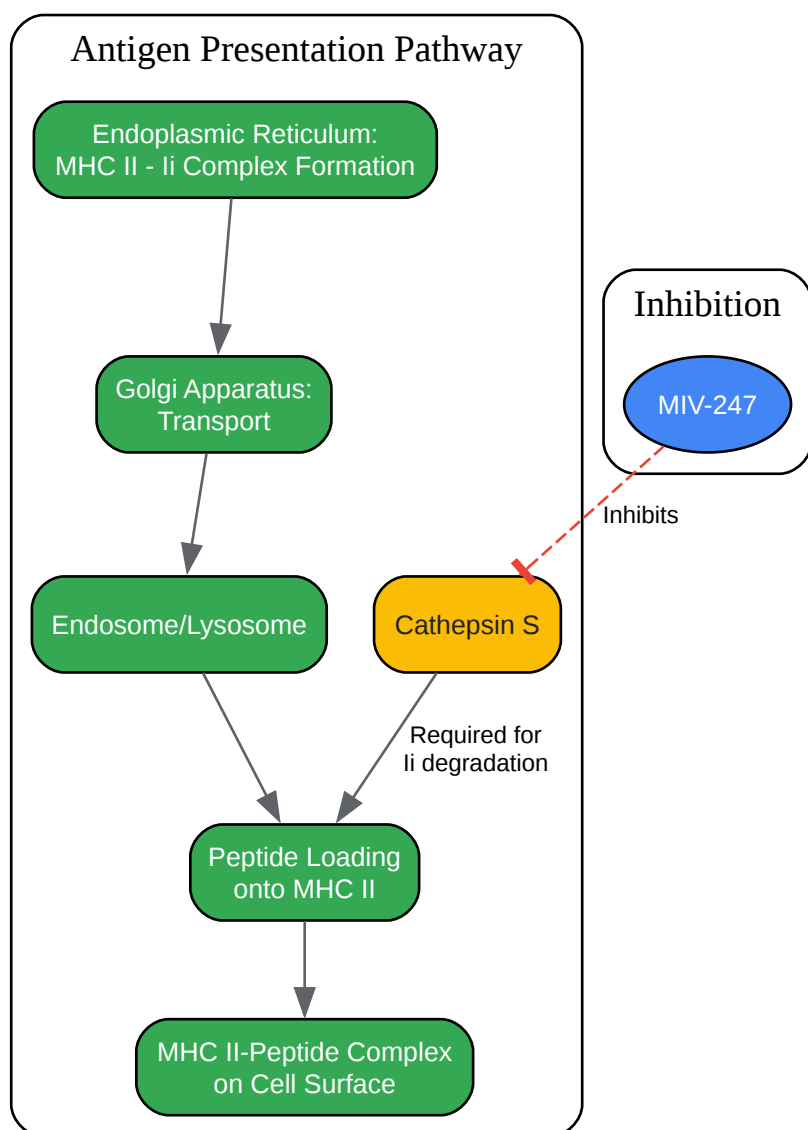 Antigen Presentation Pathway
Endoplasmic Reticulum:
MHC II - Ii Complex Formation
Inhibition
Golgi Apparatus:
Transport
MIV-247
Inhibits
Endosome/Lysosome
Cathepsin S
Required for
Ii degradation
Peptide Loading
onto MHC II
MHC II-Peptide Complex
on Cell Surface